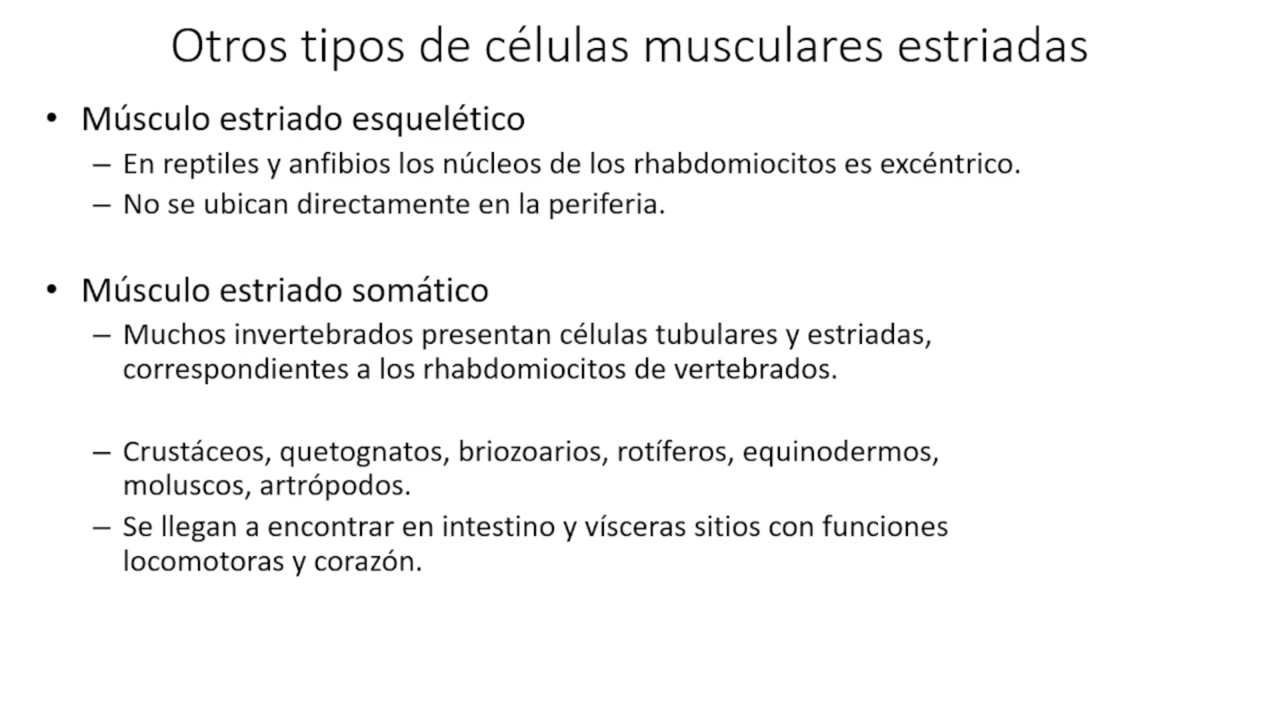 Otros tipos de células musculares estriadas
• Músculo estriado esquelético
– En reptiles y anfibios los núcleos de los rhabdomiocitos es excéntrico.
– No se ubican directamente en la periferia.
• Músculo estriado somático
– Muchos invertebrados presentan células tubulares y estriadas,
correspondientes a los rhabdomiocitos de vertebrados.
– Crustáceos, quetognatos, briozoarios, rotíferos, equinodermos,
moluscos, artrópodos.
– Se llegan a encontrar en intestino y vísceras sitios con funciones
locomotoras y corazón.